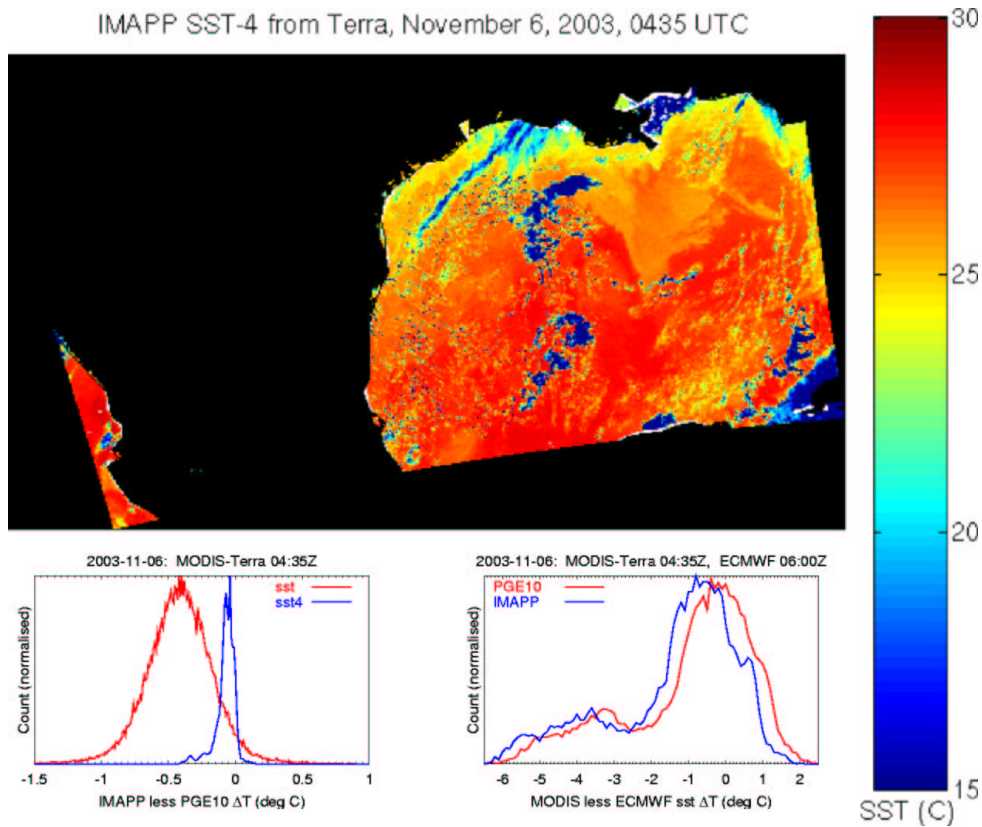 IMAPP SST-4 from Terra, November 6, 2003, 0435 UTC
30
25
20
15
SST (C)
2003-11-06: MODIS-Terra 04:35Z
sst
sst4
Count (normalised)
-1.5 -1 -0.5 0 0.5 1
IMAPP less PGE10 ΔT (deg C)
2003-11-06: MODIS-Terra 04:35Z, ECMWF 06:00Z
PGE10
IMAPP
Count (normalised)
-6 -5 -4 -3 -2 -1 0 1 2
MODIS less ECMWF sst ΔT (deg C)